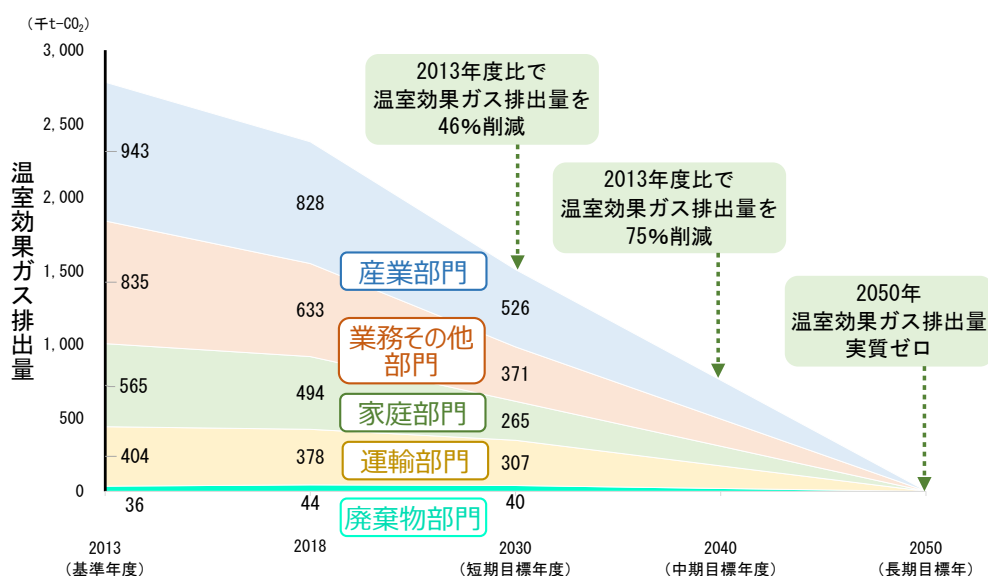 （千t-CO₂）
3,000
2,500
2,000
1,500
1,000
500
0
温室効果ガス排出量
2013年度比で
温室効果ガス排出量を
46%削減
2013年度比で
温室効果ガス排出量を
75%削減
2050年
温室効果ガス排出量
実質ゼロ
943
828
産業部門
526
835
633
業務その他
部門
371
565
494
家庭部門
265
404
378
運輸部門
307
36
44
廃棄物部門
40
2013
（基準年度）
2018
2030
（短期目標年度）
2040
（中期目標年度）
2050
（長期目標年）